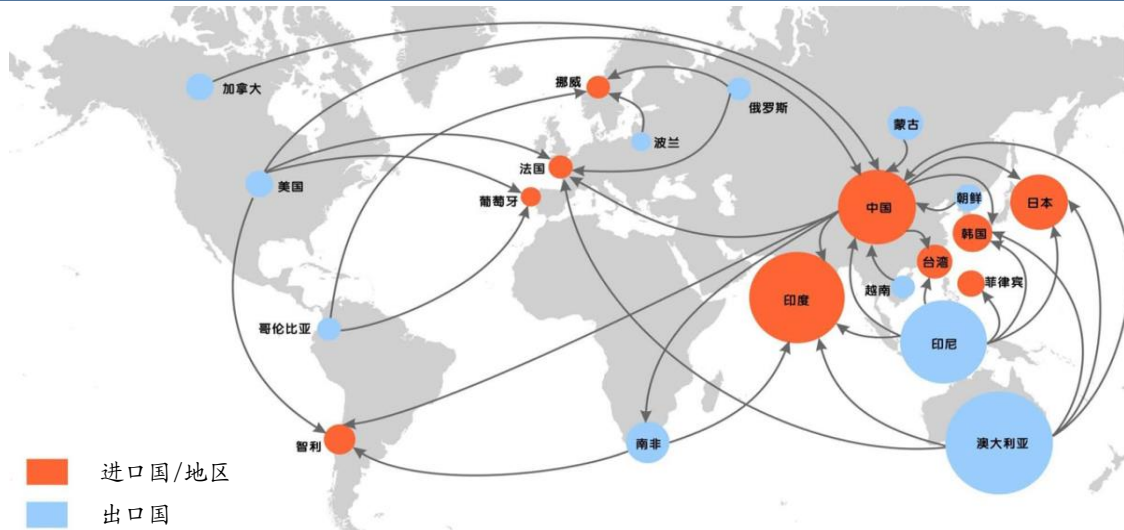 加拿大
挪威
俄罗斯
蒙古
波兰
法国
美国
葡萄牙
中国
朝鲜
日本
韩国
台湾
越南
菲律宾
印度
哥伦比亚
印尼
智利
南非
澳大利亚
进口国/地区
出口国